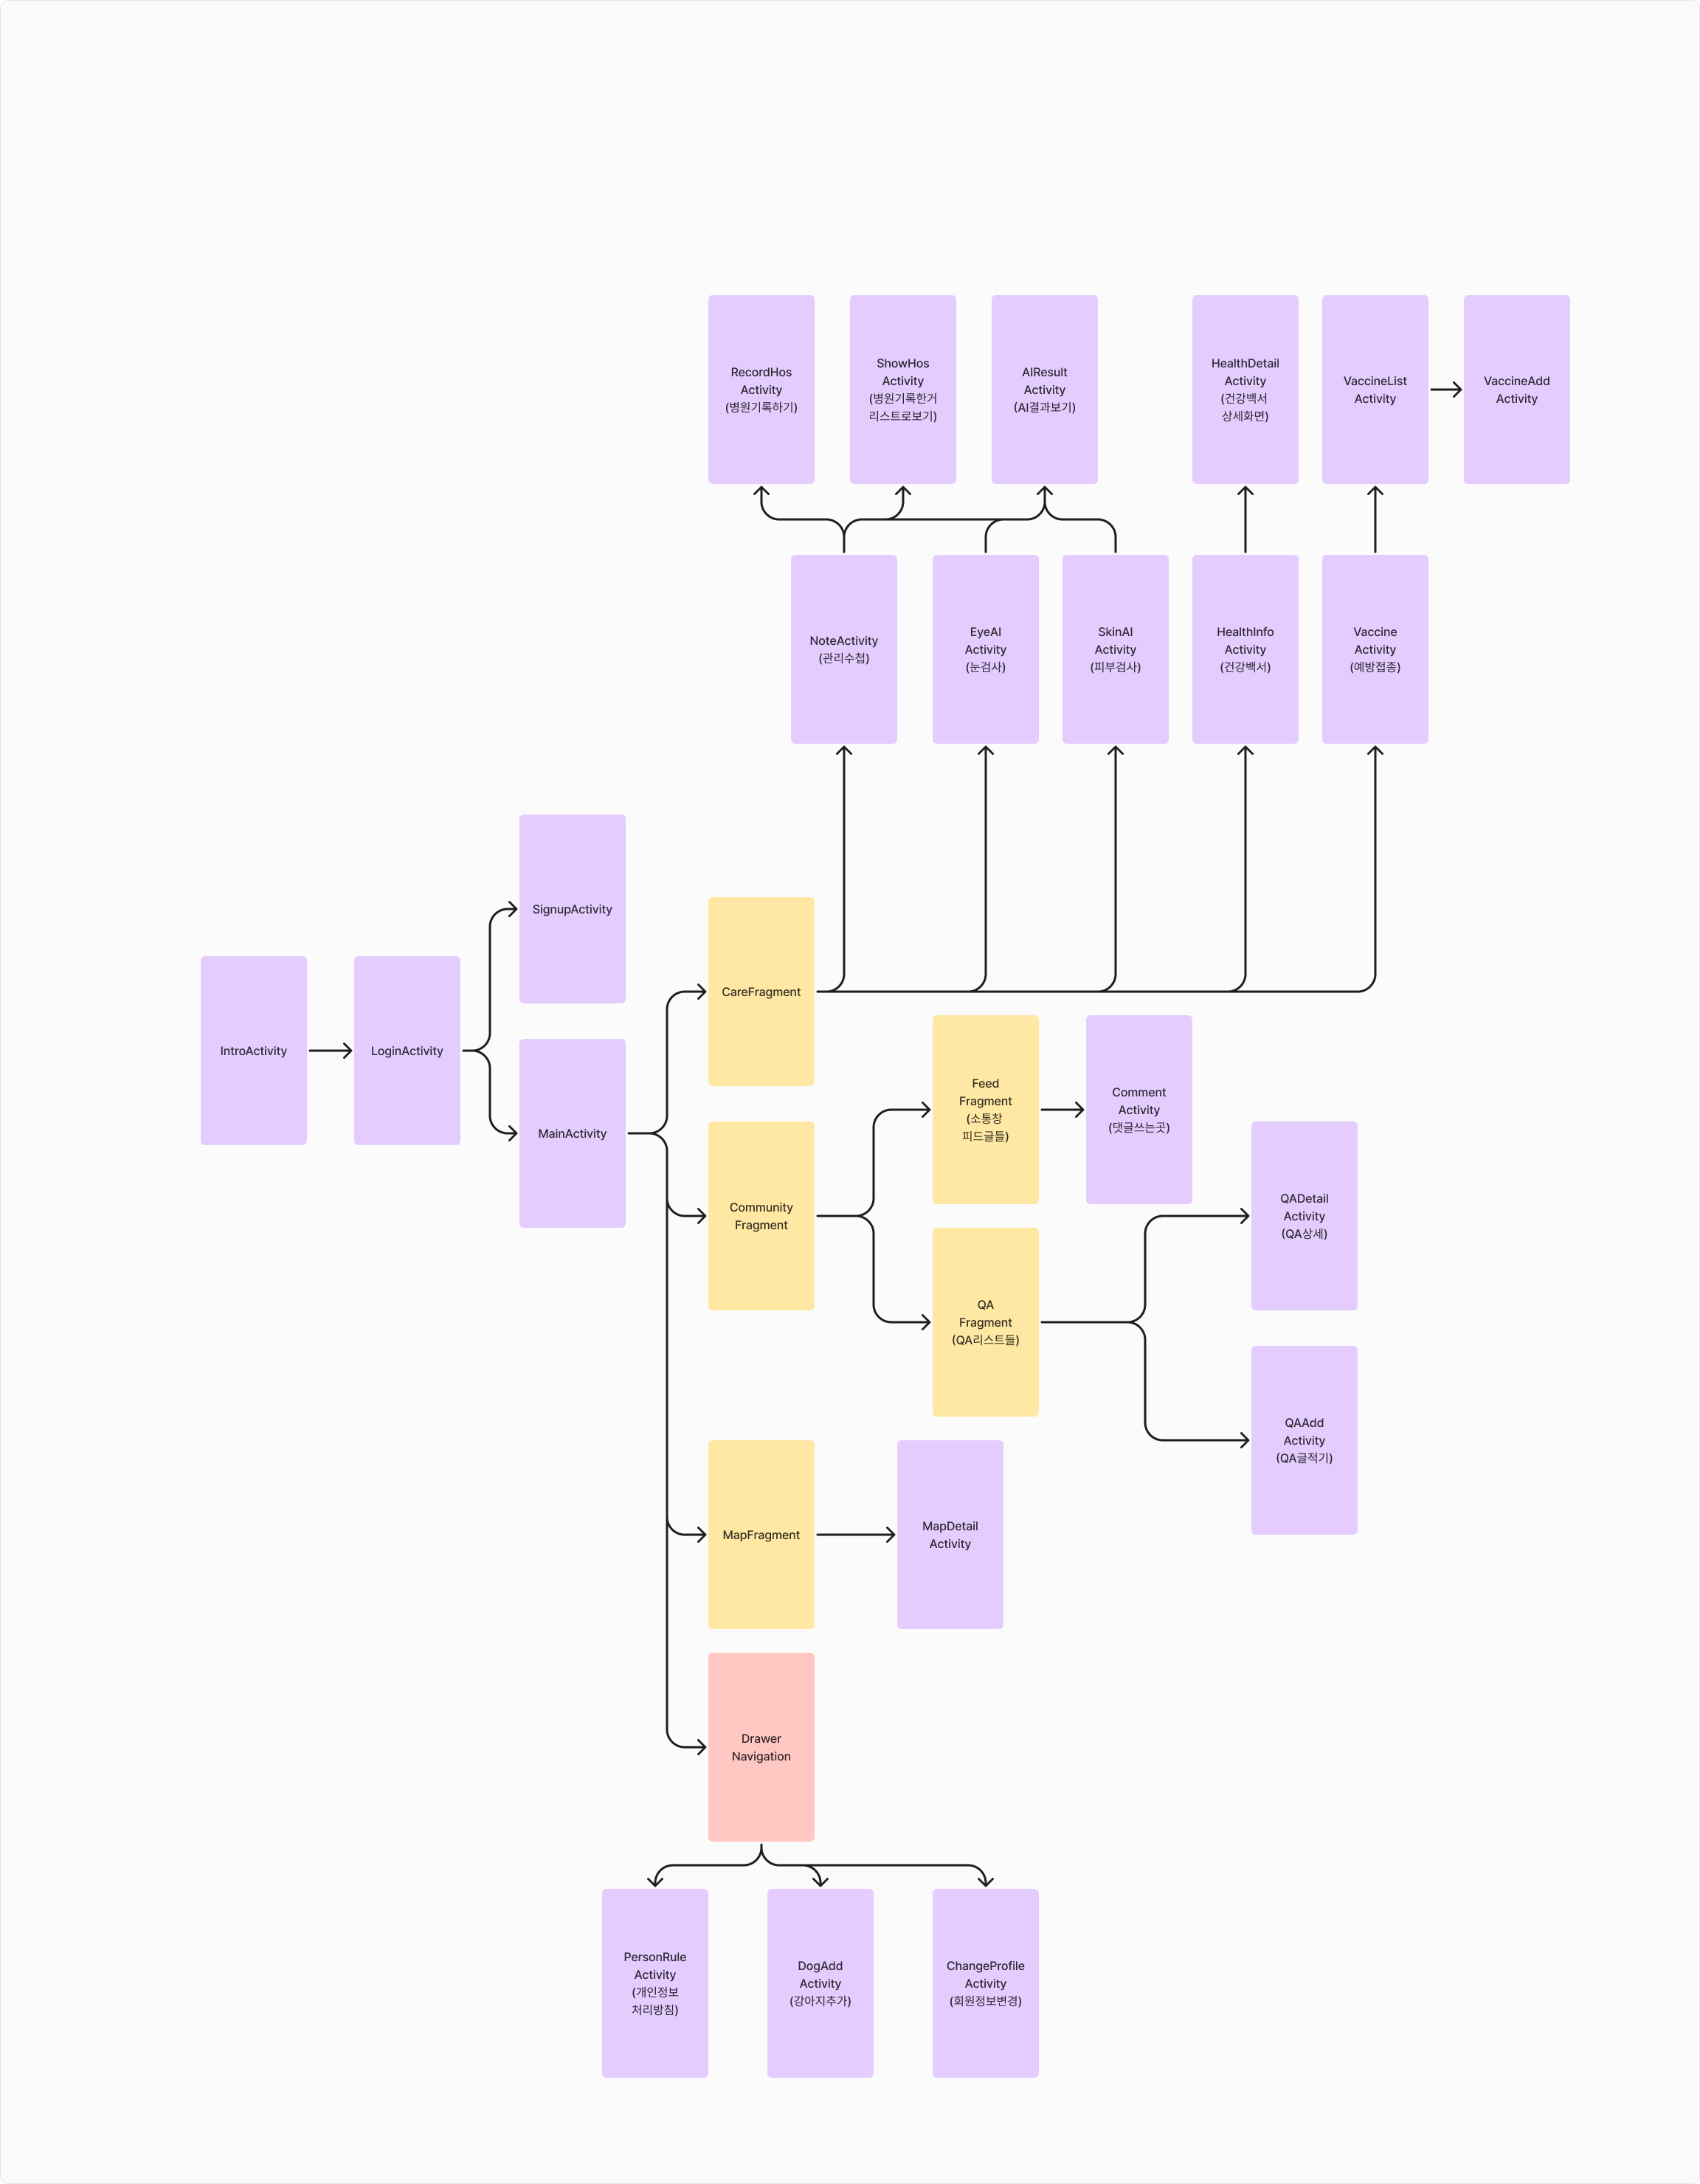 RecordHos
Activity
(병원기록하기)
ShowHos
Activity
(병원기록한거
리스트로보기)
AIResult
Activity
(AI결과보기)
HealthDetail
Activity
(건강백서
상세화면)
VaccineList
Activity
VaccineAdd
Activity
NoteActivity
(관리수첩)
EyeAI
Activity
(눈검사)
SkinAI
Activity
(피부검사)
HealthInfo
Activity
(건강백서)
Vaccine
Activity
(예방접종)
SignupActivity
CareFragment
IntroActivity
LoginActivity
MainActivity
Feed
Fragment
(소통창
피드글들)
Comment
Activity
(댓글쓰는곳)
Community
Fragment
QADetail
Activity
(QA상세)
QA
Fragment
(QA리스트들)
QAAdd
Activity
(QA글적기)
MapFragment
MapDetail
Activity
Drawer
Navigation
PersonRule
Activity
(개인정보
처리방침)
DogAdd
Activity
(강아지추가)
ChangeProfile
Activity
(회원정보변경)